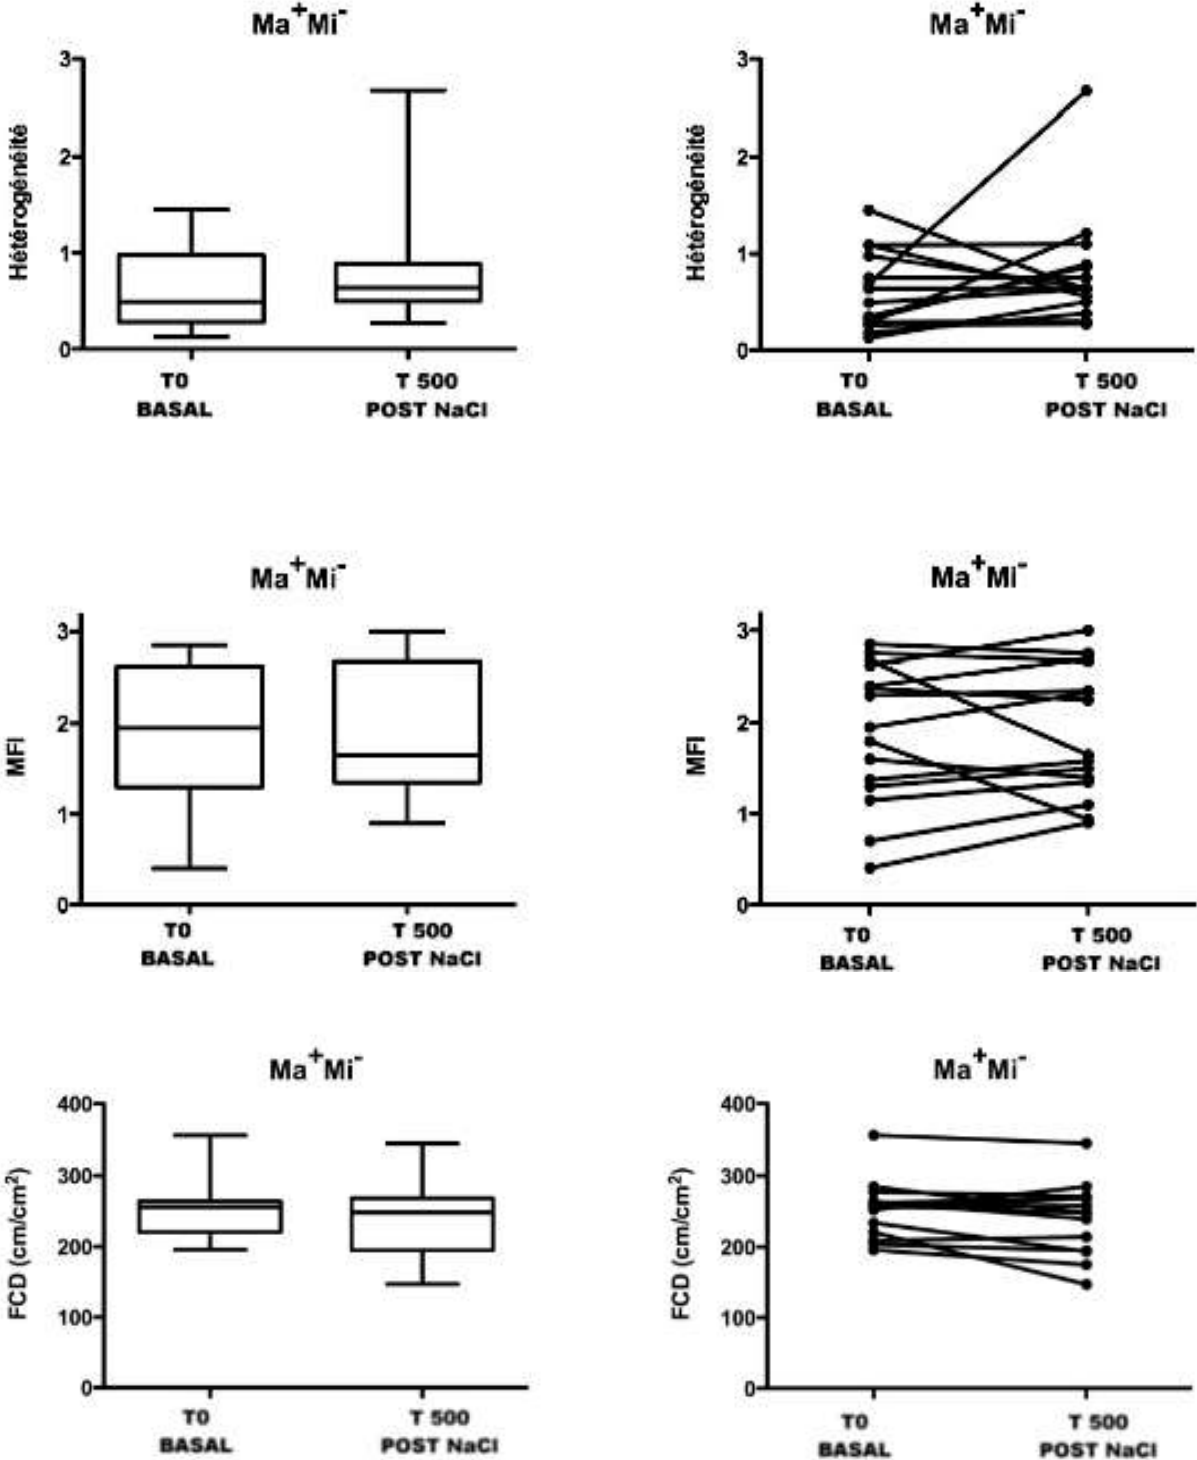 Ma+Mi-
Hétérogénéité
3
2
1
0
T0
BASAL
T 500
POST NaCl
Ma+Mi-
Hétérogénéité
3
2
1
0
T0
BASAL
T 500
POST NaCl
Ma+Mi-
MFI
3
2
1
0
T0
BASAL
T 500
POST NaCl
Ma+Mi-
MFI
3
2
1
0
T0
BASAL
T 500
POST NaCl
Ma+Mi-
FCD (cm/cm²)
400
300
200
100
0
T0
BASAL
T 500
POST NaCl
Ma+Mi-
FCD (cm/cm²)
400
300
200
100
0
T0
BASAL
T 500
POST NaCl